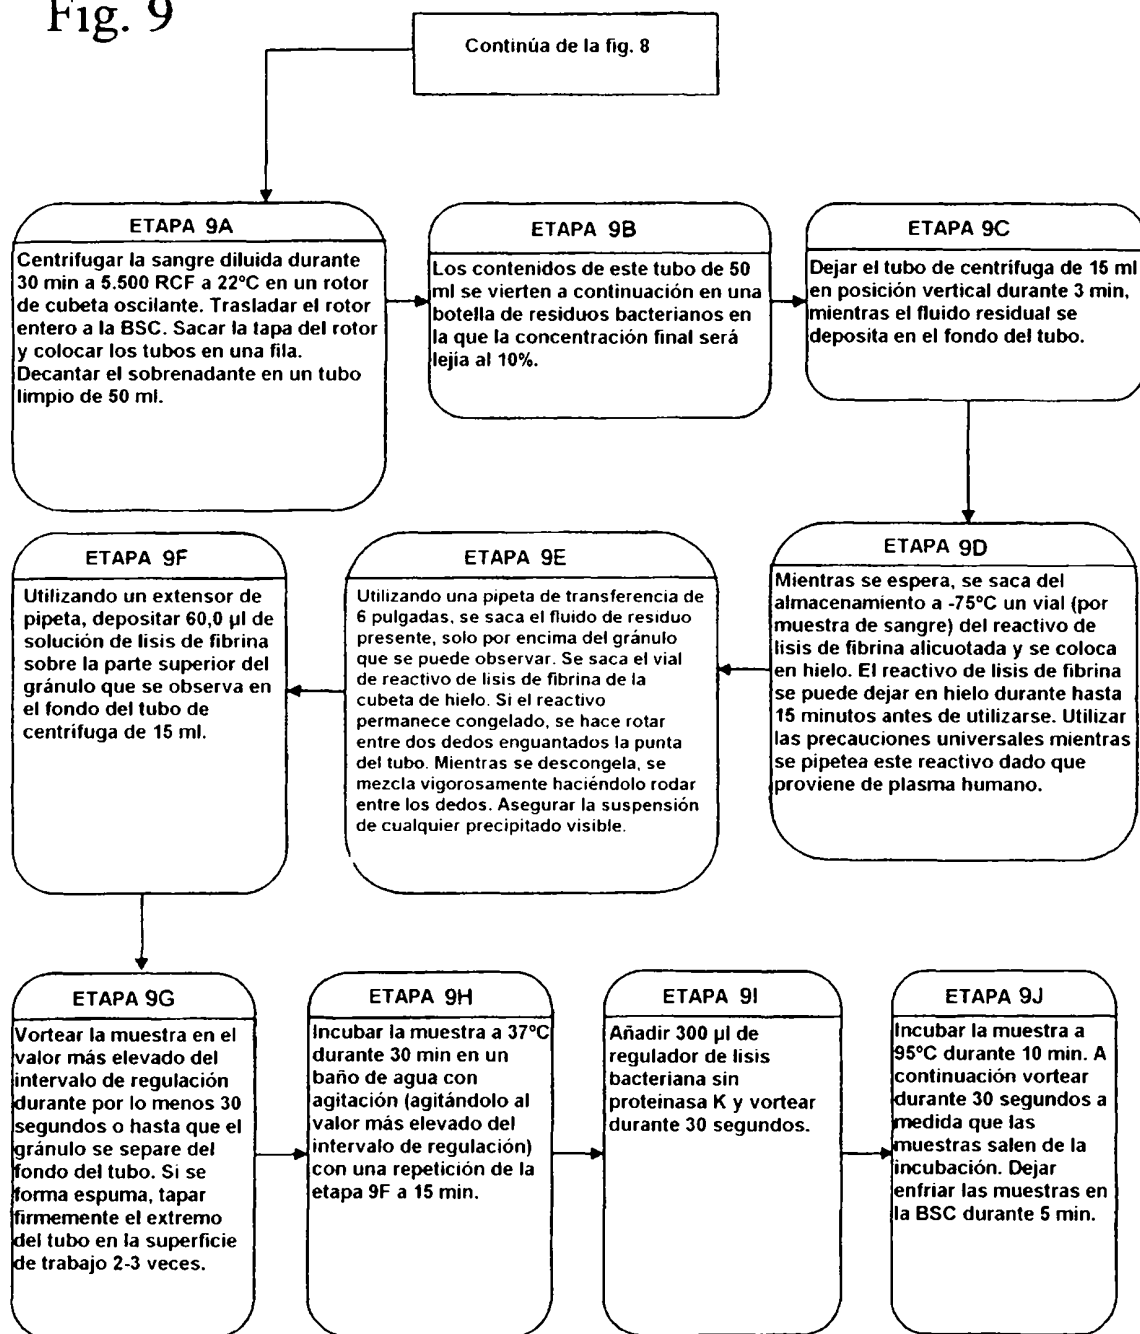 Fig. 9
Continúa de la fig. 8
ETAPA 9A
Centrifugar la sangre diluida durante
30 min a 5.500 RCF a 22ºC en un rotor
de cubeta oscilante. Trasladar el rotor
entero a la BSC. Sacar la tapa del rotor
y colocar los tubos en una fila.
Decantar el sobrenadante en un tubo
limpio de 50 ml.
ETAPA 9B
Los contenidos de este tubo de 50
ml se vierten a continuación en una
botella de residuos bacterianos en
la que la concentración final será
lejía al 10%.
ETAPA 9C
Dejar el tubo de centrífuga de 15 ml
en posición vertical durante 3 min,
mientras el fluido residual se
deposita en el fondo del tubo.
ETAPA 9D
Mientras se espera, se saca del
almacenamiento a -75ºC un vial (por
muestra de sangre) del reactivo de
lisis de fibrina alicuotada y se coloca
en hielo. El reactivo de lisis de fibrina
se puede dejar en hielo durante hasta
15 minutos antes de utilizarse. Utilizar
las precauciones universales mientras
se pipetea este reactivo dado que
proviene de plasma humano.
ETAPA 9E
Utilizando una pipeta de transferencia de
6 pulgadas, se saca el fluido de residuo
presente, solo por encima del gránulo
que se puede observar. Se saca el vial
de reactivo de lisis de fibrina de la
cubeta de hielo. Si el reactivo
permanece congelado, se hace rotar
entre dos dedos enguantados la punta
del tubo. Mientras se descongela, se
mezcla vigorosamente haciéndolo rodar
entre los dedos. Asegurar la suspensión
de cualquier precipitado visible.
ETAPA 9F
Utilizando un extensor de
pipeta, depositar 60,0 µl de
solución de lisis de fibrina
sobre la parte superior del
gránulo que se observa en
el fondo del tubo de
centrífuga de 15 ml.
ETAPA 9G
Vortear la muestra en el
valor más elevado del
intervalo de regulación
durante por lo menos 30
segundos o hasta que el
gránulo se separe del
fondo del tubo. Si se
forma espuma, tapar
firmemente el extremo
del tubo en la superficie
de trabajo 2-3 veces.
ETAPA 9H
Incubar la muestra a 37ºC
durante 30 min en un
baño de agua con
agitación (agitándolo al
valor más elevado del
intervalo de regulación)
con una repetición de la
etapa 9F a 15 min.
ETAPA 9I
Añadir 300 µl de
regulador de lisis
bacteriana sin
proteinasa K y vortear
durante 30 segundos.
ETAPA 9J
Incubar la muestra a
95ºC durante 10 min. A
continuación vortear
durante 30 segundos a
medida que las
muestras salen de la
incubación. Dejar
enfriar las muestras en
la BSC durante 5 min.